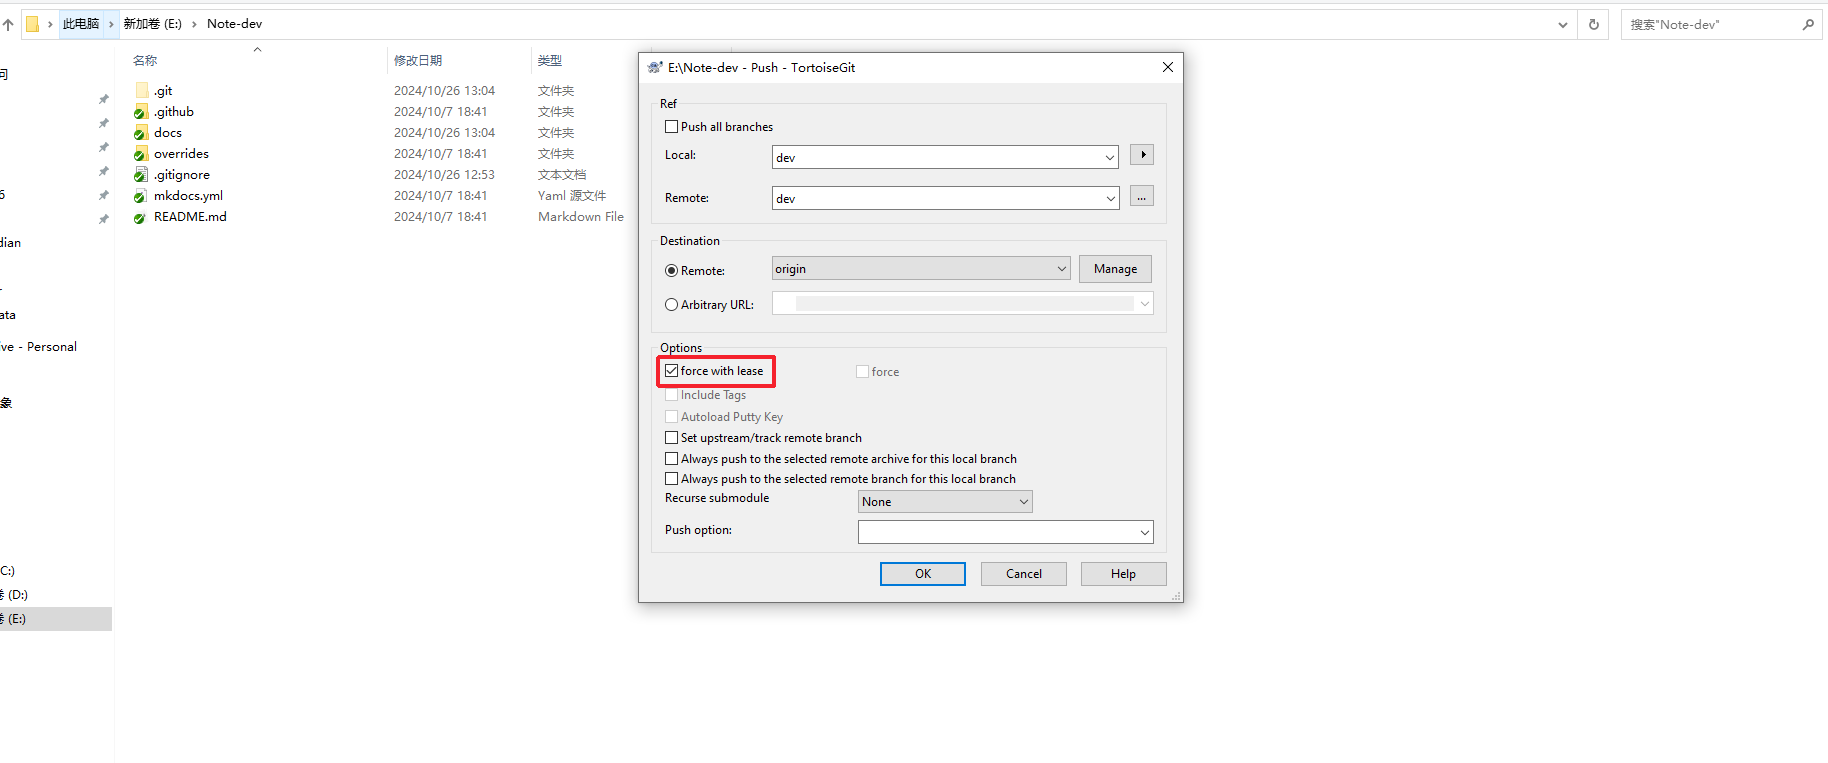 此电脑 > 新加卷 (E:) > Note-dev
搜索"Note-dev"
名称 修改日期 类型
.git 2024/10/26 13:04 文件夹
.github 2024/10/7 18:41 文件夹
docs 2024/10/26 13:04 文件夹
overrides 2024/10/7 18:41 文件夹
.gitignore 2024/10/26 12:53 文本文档
mkdocs.yml 2024/10/7 18:41 Yaml 源文件
README.md 2024/10/7 18:41 Markdown File
问
6
dian
ata
ive - Personal
象
C:)
卷 (D:)
卷 (E:)
E:\Note-dev - Push - TortoiseGit
Ref
Push all branches
Local: dev
Remote: dev ...
Destination
Remote: origin Manage
Arbitrary URL:
Options
force with lease force
Include Tags
Autoload Putty Key
Set upstream/track remote branch
Always push to the selected remote archive for this local branch
Always push to the selected remote branch for this local branch
Recurse submodule None
Push option:
OK Cancel Help